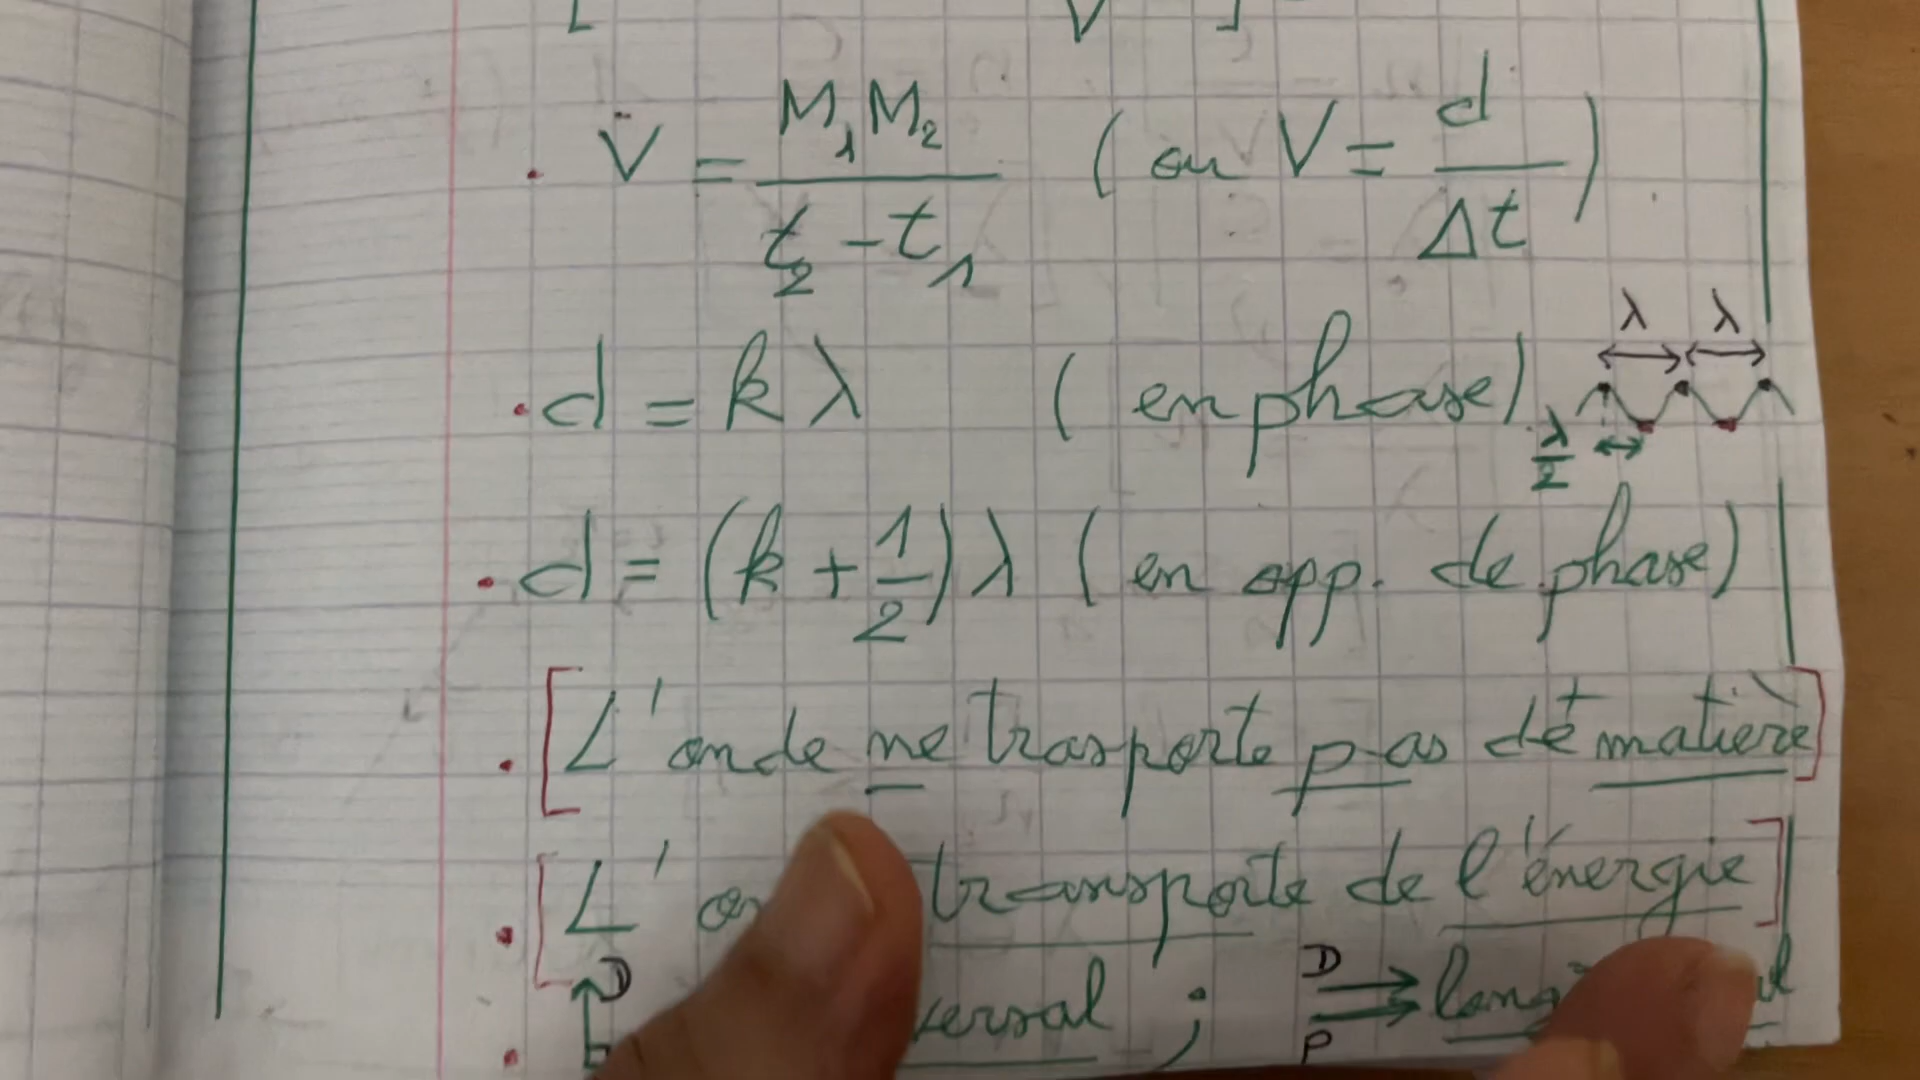 V
• V = M₁M₂ / (t₂ - t₁) (ou V = d / Δt)
λ λ
• d = k λ (en phase)
λ/2
• d = (k + 1/2) λ (en opp. de phase)
• [L'onde ne trasporte pas de matière]
• [L' transporte de l'énergie]
D D
• ;
P